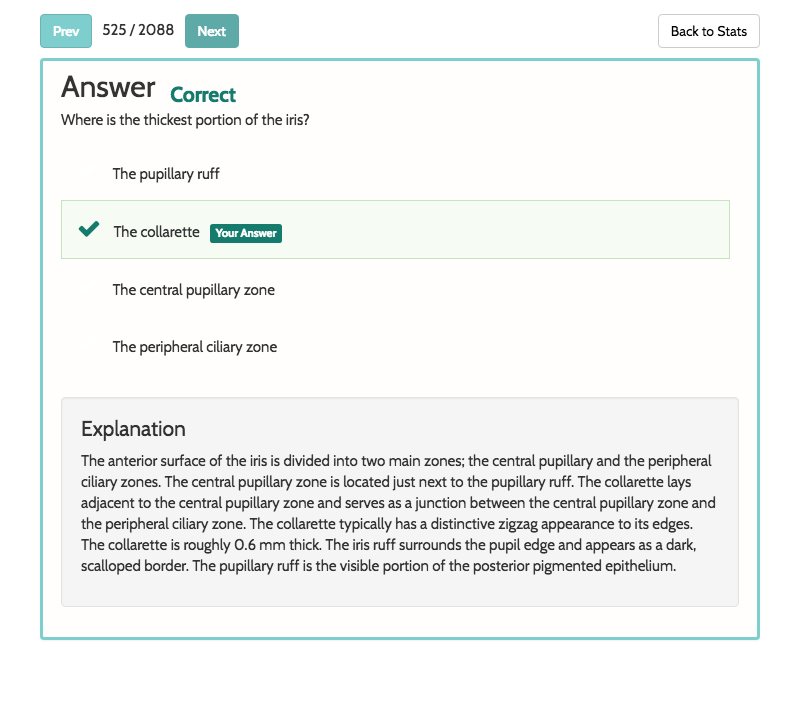 Prev 525 / 2088 Next Back to Stats
Answer Correct
Where is the thickest portion of the iris?
The pupillary ruff
The collarette Your Answer
The central pupillary zone
The peripheral ciliary zone
Explanation
The anterior surface of the iris is divided into two main zones; the central pupillary and the peripheral
ciliary zones. The central pupillary zone is located just next to the pupillary ruff. The collarette lays
adjacent to the central pupillary zone and serves as a junction between the central pupillary zone and
the peripheral ciliary zone. The collarette typically has a distinctive zigzag appearance to its edges.
The collarette is roughly 0.6 mm thick. The iris ruff surrounds the pupil edge and appears as a dark,
scalloped border. The pupillary ruff is the visible portion of the posterior pigmented epithelium.